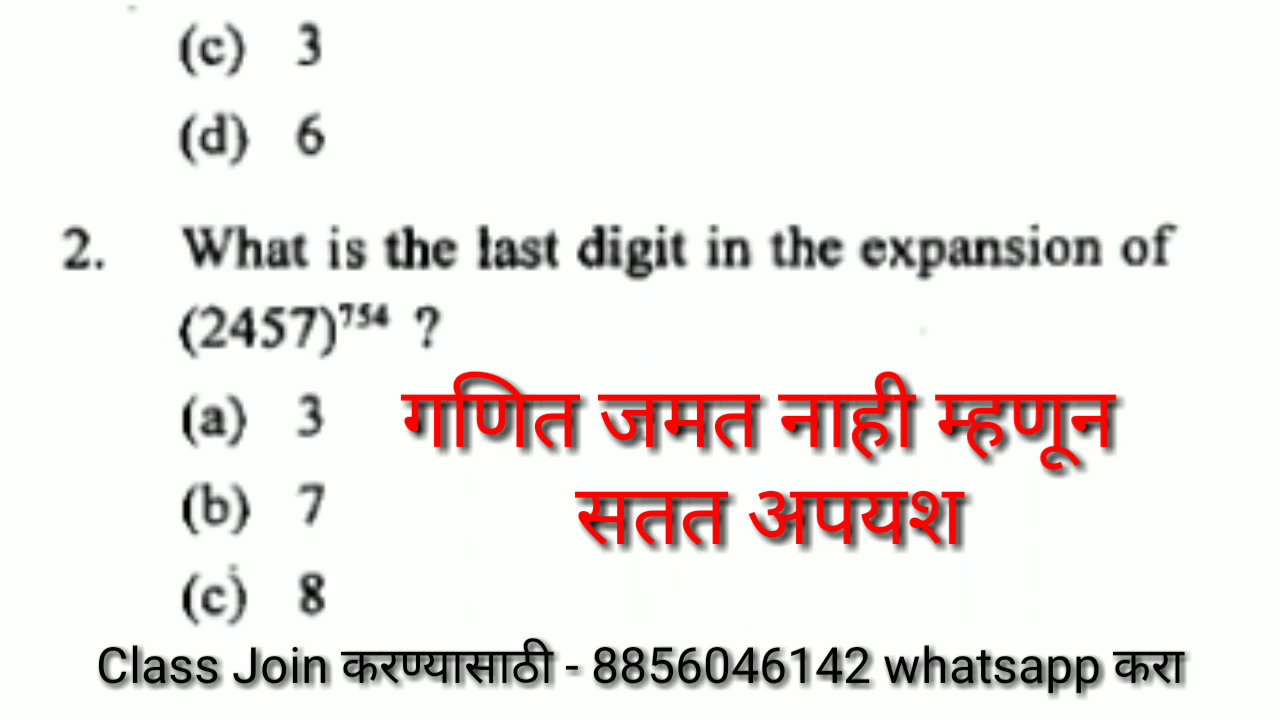 (c) 3
(d) 6
2. What is the last digit in the expansion of
(2457)⁷⁵⁴ ?
(a) 3
(b) 7
(c) 8
गणित जमत नाही म्हणून
सतत अपयश
Class Join करण्यासाठी - 8856046142 whatsapp करा